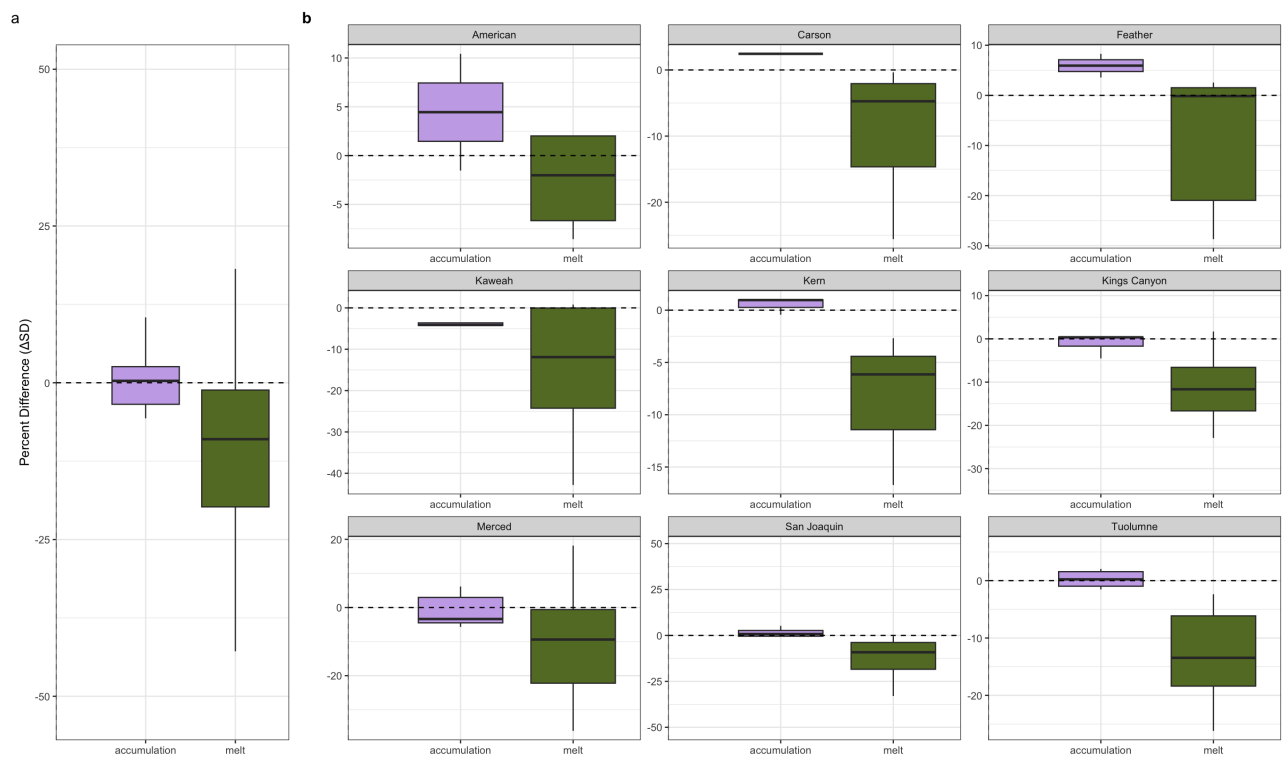 a
Percent Difference (ΔSD)
50
25
0
-25
-50
accumulation melt
b
American
10
5
0
-5
accumulation melt
Carson
0
-10
-20
accumulation melt
Feather
10
0
-10
-20
-30
accumulation melt
Kaweah
0
-10
-20
-30
-40
accumulation melt
Kern
0
-5
-10
-15
accumulation melt
Kings Canyon
10
0
-10
-20
-30
accumulation melt
Merced
20
0
-20
accumulation melt
San Joaquin
50
25
0
-25
-50
accumulation melt
Tuolumne
0
-10
-20
accumulation melt